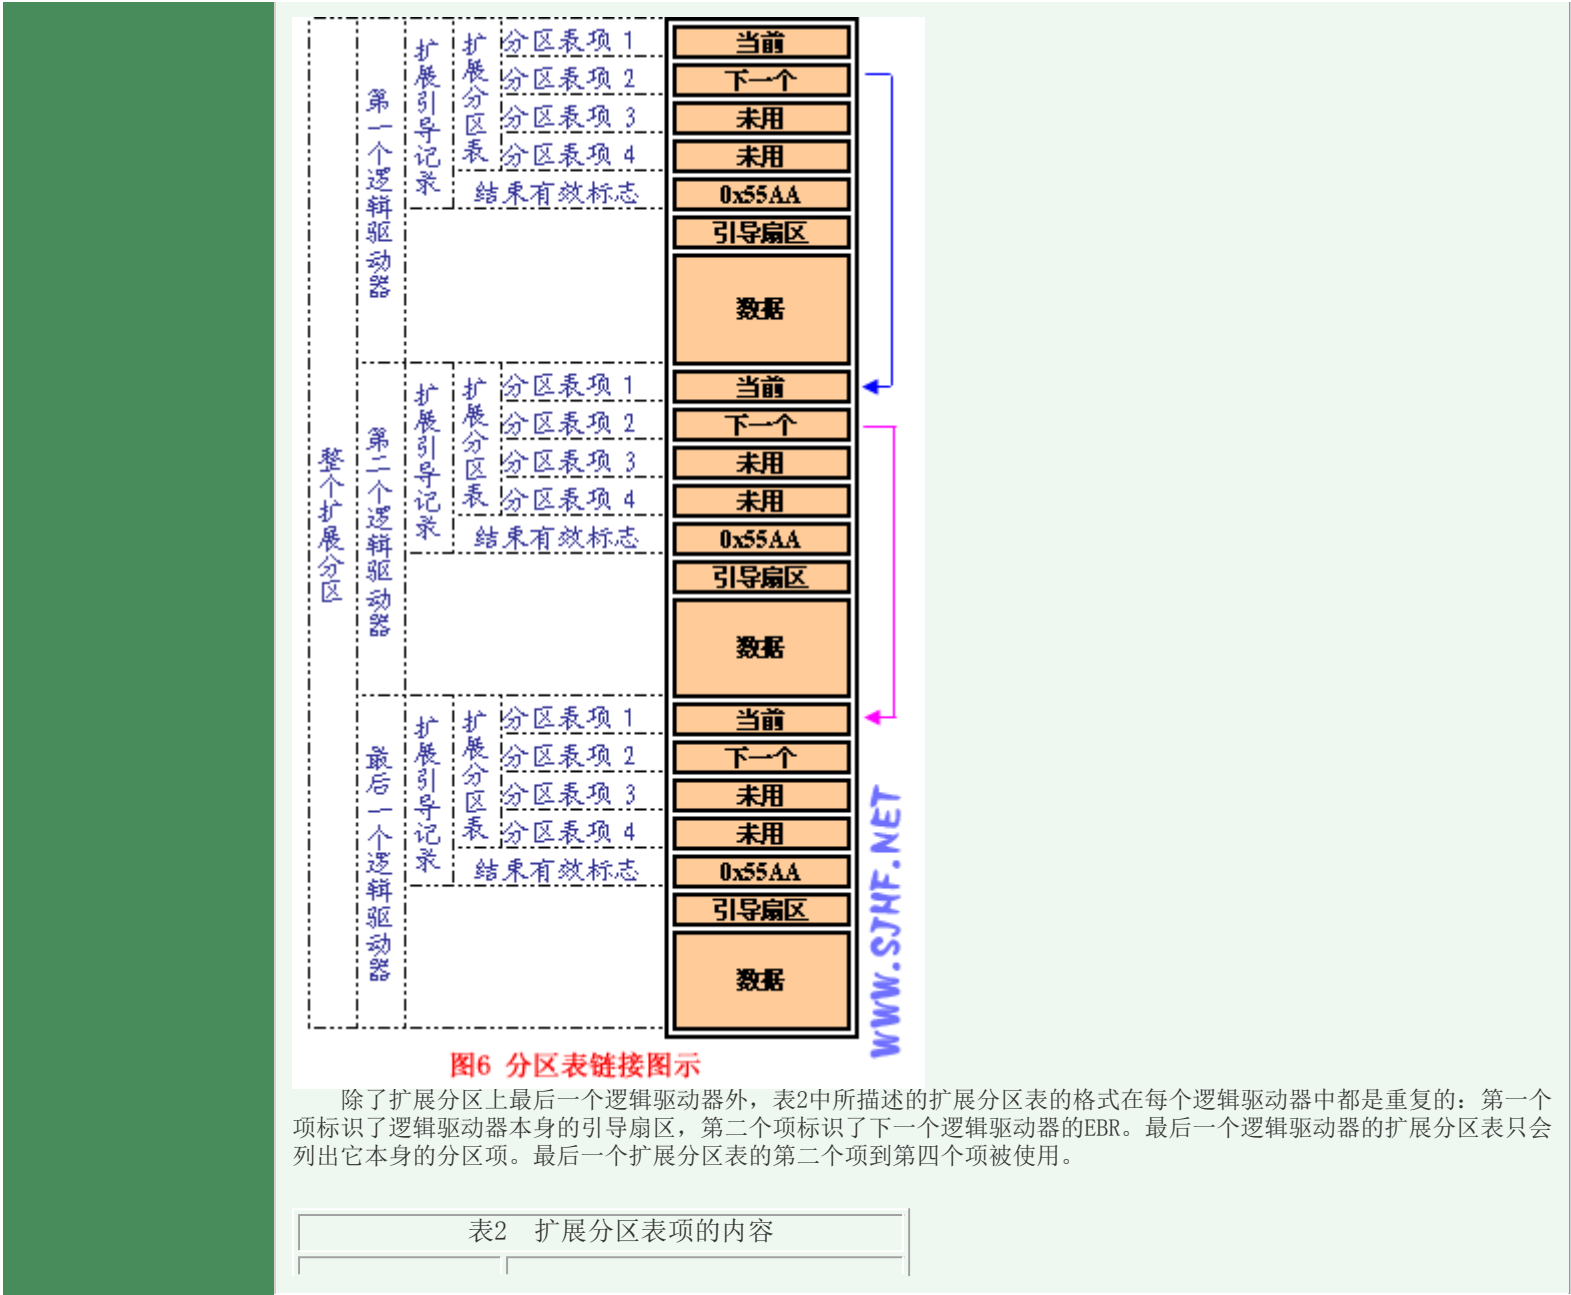 整个扩展分区
第一个逻辑驱动器
扩展引导记录
扩展分区表
分区表项 1
当前
分区表项 2
下一个
分区表项 3
未用
分区表项 4
未用
结束有效标志
0x55AA
引导扇区
数据
第二个逻辑驱动器
扩展引导记录
扩展分区表
分区表项 1
当前
分区表项 2
下一个
分区表项 3
未用
分区表项 4
未用
结束有效标志
0x55AA
引导扇区
数据
最后一个逻辑驱动器
扩展引导记录
扩展分区表
分区表项 1
当前
分区表项 2
下一个
分区表项 3
未用
分区表项 4
未用
结束有效标志
0x55AA
引导扇区
数据
WWW.SJHF.NET
图6 分区表链接图示
除了扩展分区上最后一个逻辑驱动器外，表2中所描述的扩展分区表的格式在每个逻辑驱动器中都是重复的：第一个
项标识了逻辑驱动器本身的引导扇区，第二个项标识了下一个逻辑驱动器的EBR。最后一个逻辑驱动器的扩展分区表只会
列出它本身的分区项。最后一个扩展分区表的第二个项到第四个项被使用。
表2 扩展分区表项的内容